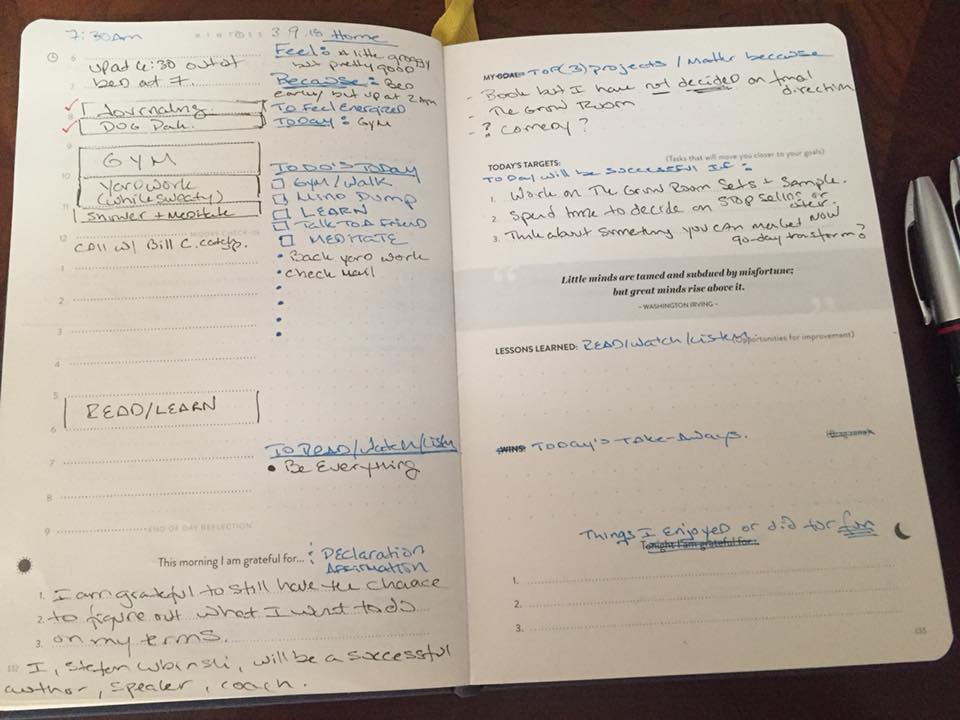 7:30am
3.9.18 Home
up at 4:30 out of
bed at 7.
Journaling
DOG Park.
GYM
Yard work
(while sweaty)
Shower + Meditate
MIDDAY CHECK-IN
Call w/ Bill C. catchup.
6
7
8
9
10
11
12
1
2
3
4
5
READ/LEARN
6
7
8
9
END OF DAY REFLECTION
Feel: A little groggy
but pretty good
Because: Bed
early but up at 2am
To Feel Energized
Today: Gym
TO DO'S TODAY
Gym/Walk
Mind Dump
LEARN
Talk To A Friend
MEDITATE
• Back yard work
• Check mail
TO READ/Watch/Listen
• Be Everything
This morning I am grateful for... : DEClaration
AFFirmation
1. I am grateful to still have the chance
2. to figure out what I want to do
3. on my terms.
132 I, Stefan Wbinski, will be a successful
author, speaker, coach.
MY GOAL: TOP (3) projects / Matter because
- Book but I have not decided on final
direction
- The Grow Room
- ? Comedy?
TODAY'S TARGETS: (Tasks that will move you closer to your goals)
Today will be successful if:
1. Work on The Grow Room Sets + Sample.
2. Spend time to decide on STOP Selling or
other.
3. Think about something you can market NOW
90-day transform?
Little minds are tamed and subdued by misfortune;
but great minds rise above it.
~ WASHINGTON IRVING ~
LESSONS LEARNED: READ/Watch/Listen. (Opportunities for improvement)
WINS: Today's Take-Aways.
Things I Enjoyed or did for fun
Tonight I am grateful for...
1.
2.
3.
133